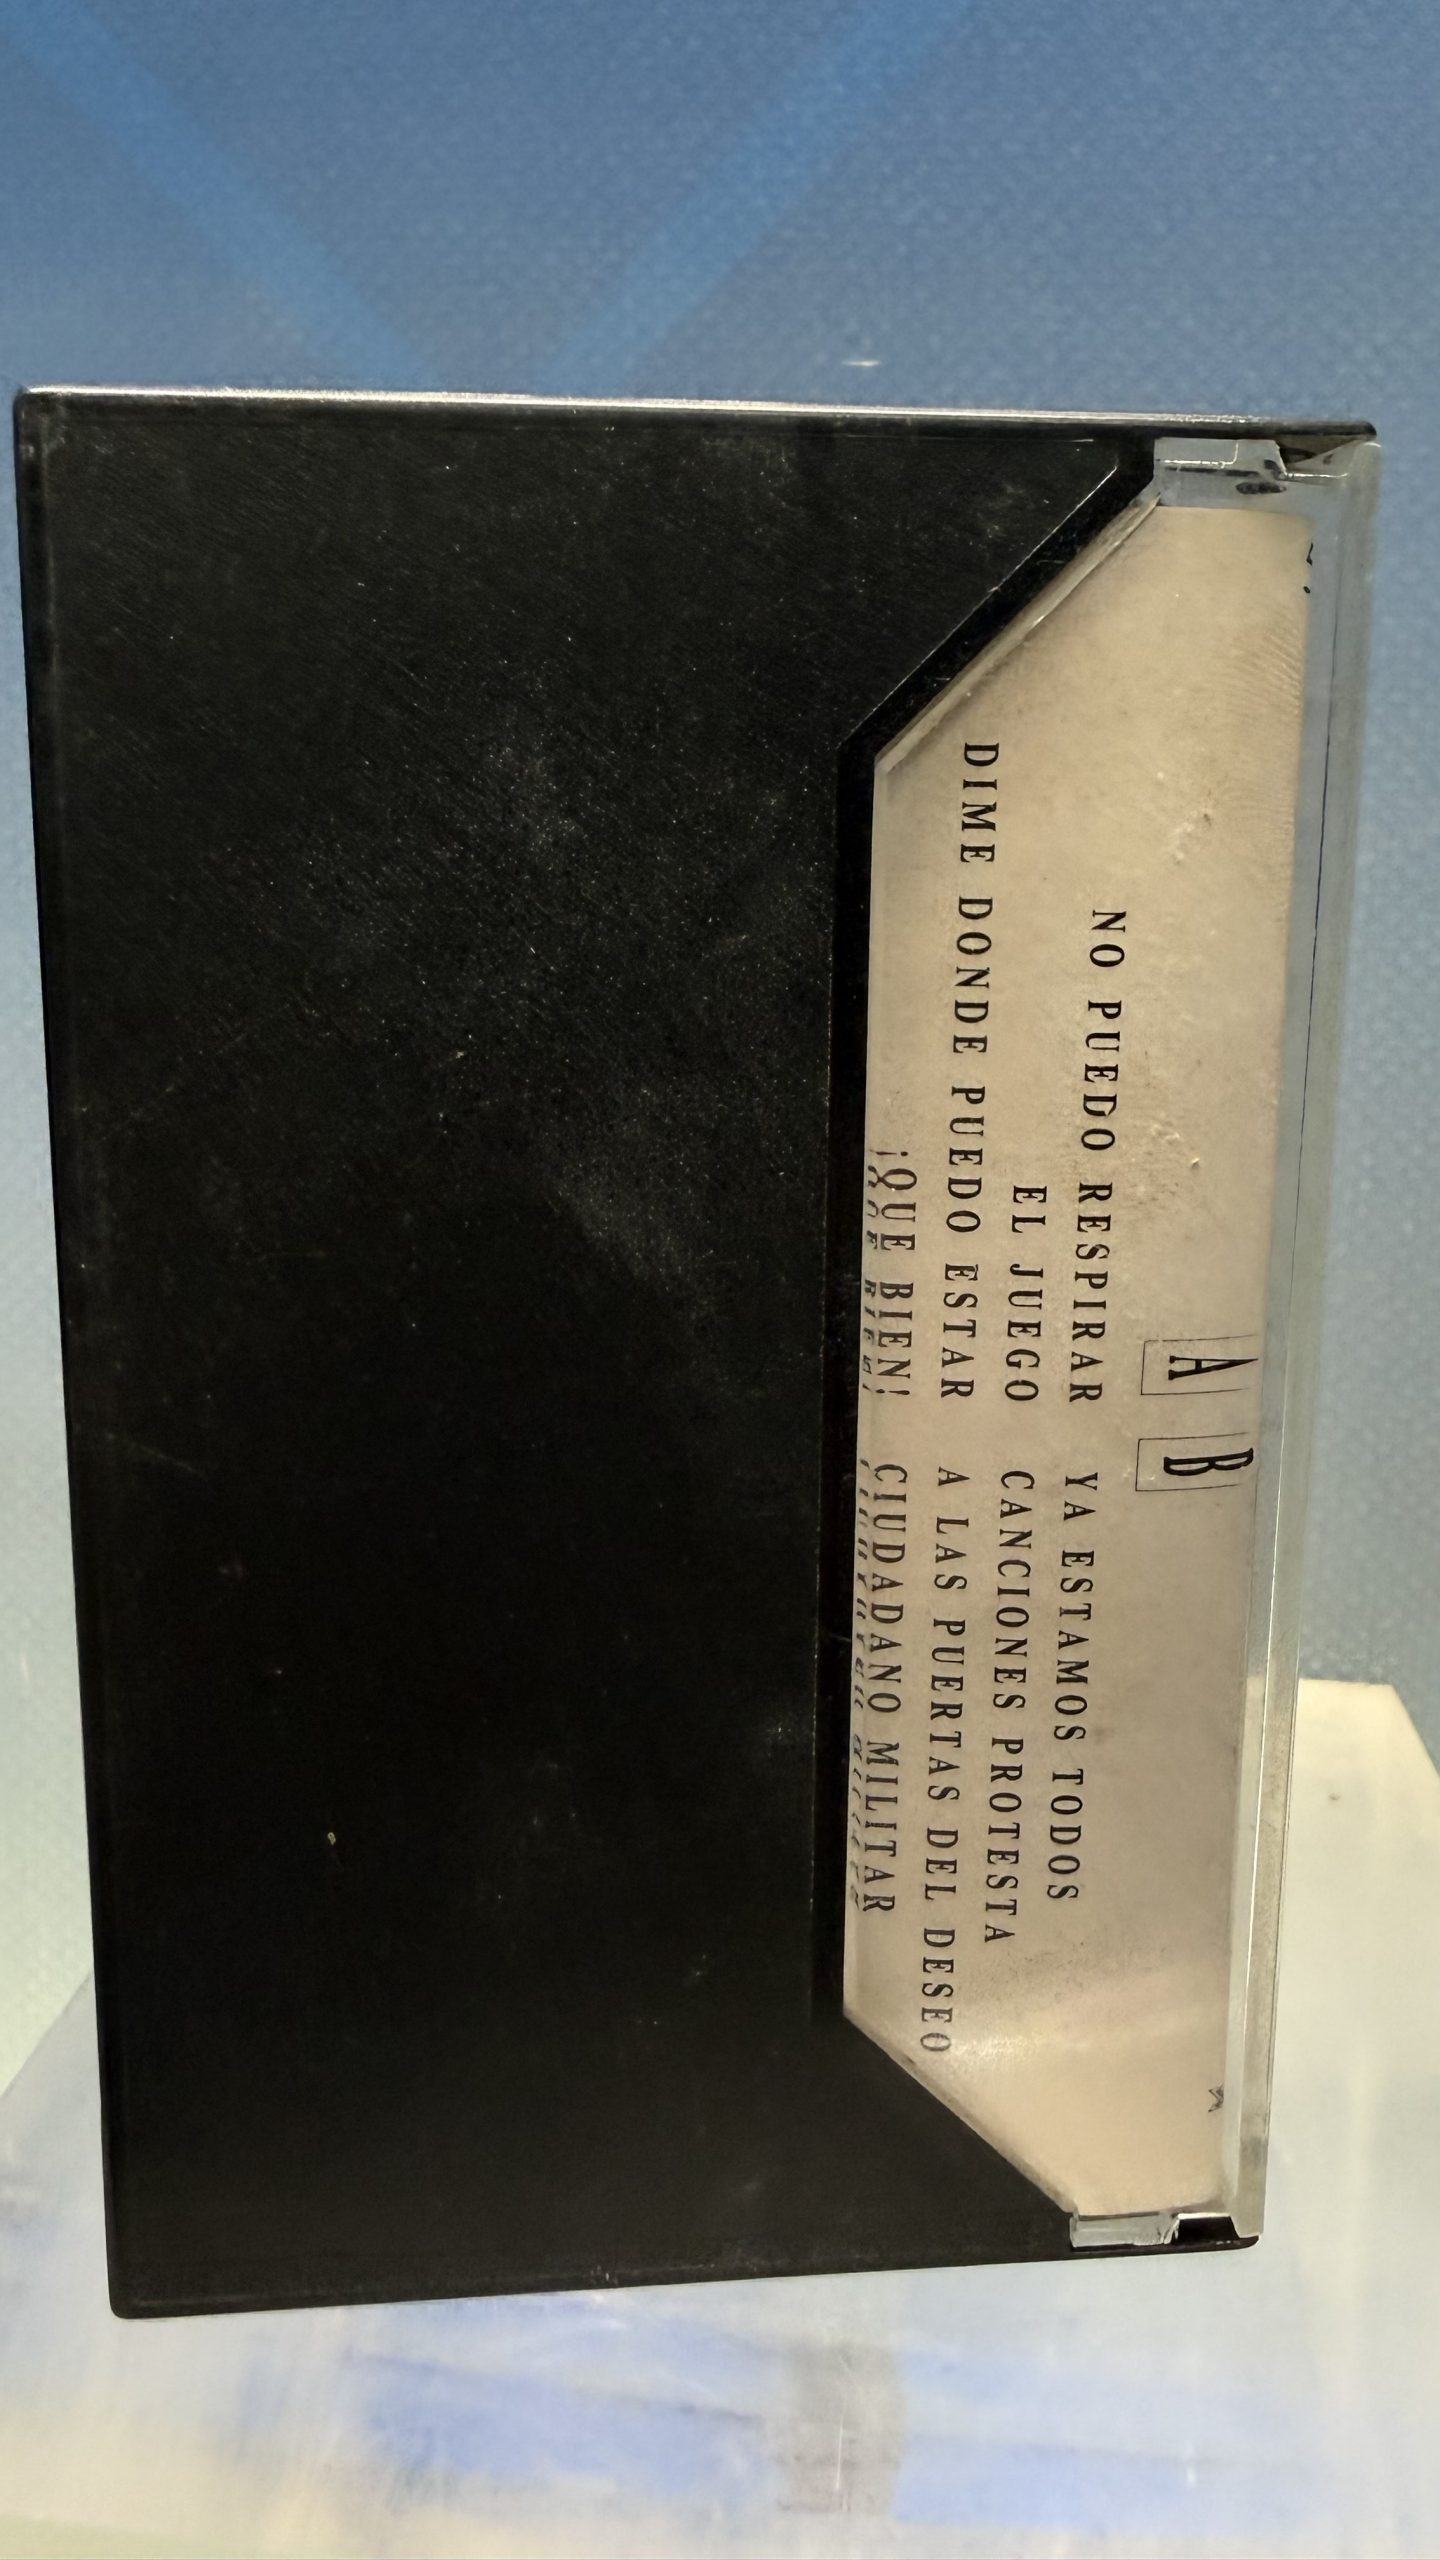 A B
NO PUEDO RESPIRAR YA ESTAMOS TODOS
EL JUEGO CANCIONES PROTESTA
DIME DONDE PUEDO ESTAR A LAS PUERTAS DEL DESEO
¡QUE BIEN! CIUDADANO MILITAR